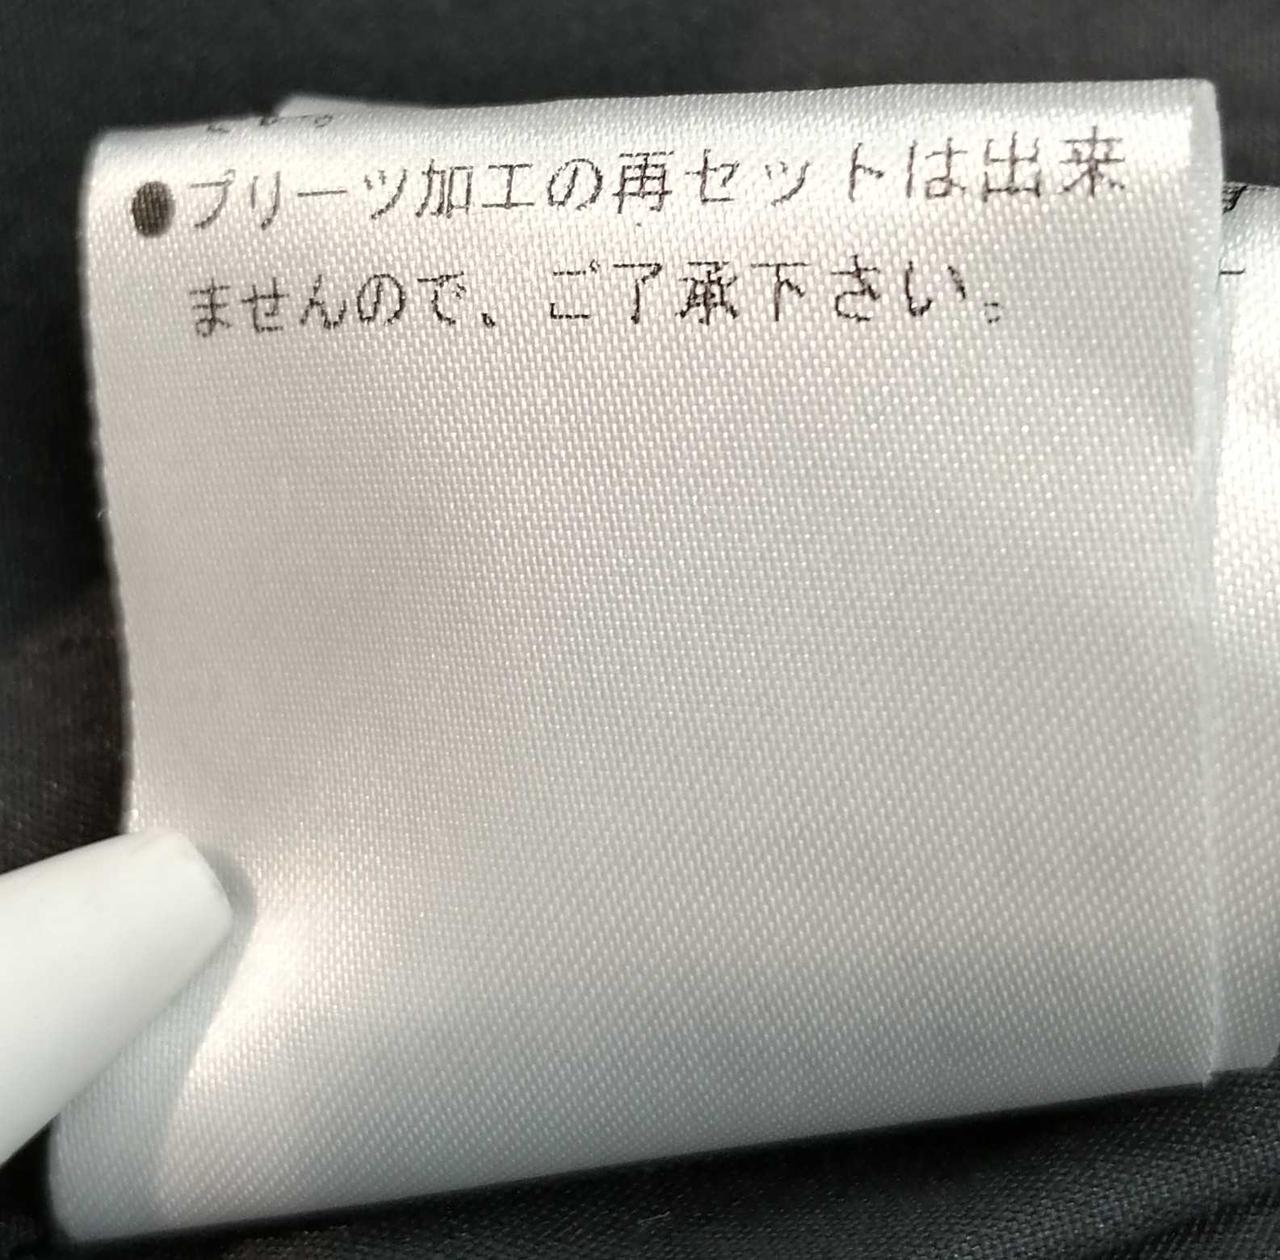 ●プリーツ加工の再セットは出来
ませんので、ご了承下さい。